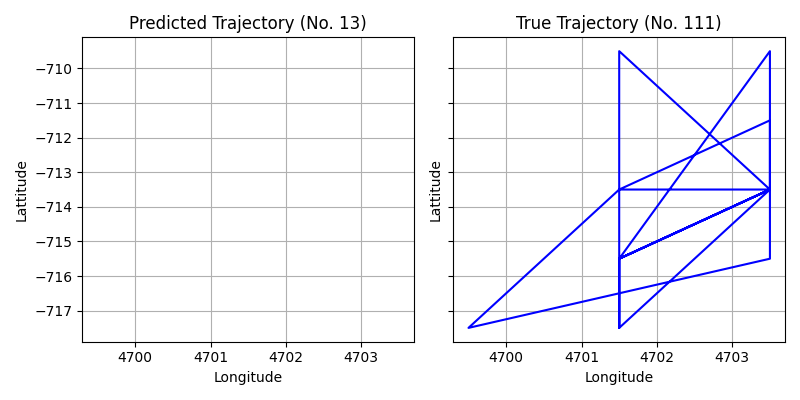 Predicted Trajectory (No. 13)
Lattitude
−710
−711
−712
−713
−714
−715
−716
−717
4700 4701 4702 4703
Longitude
True Trajectory (No. 111)
Lattitude
4700 4701 4702 4703
Longitude